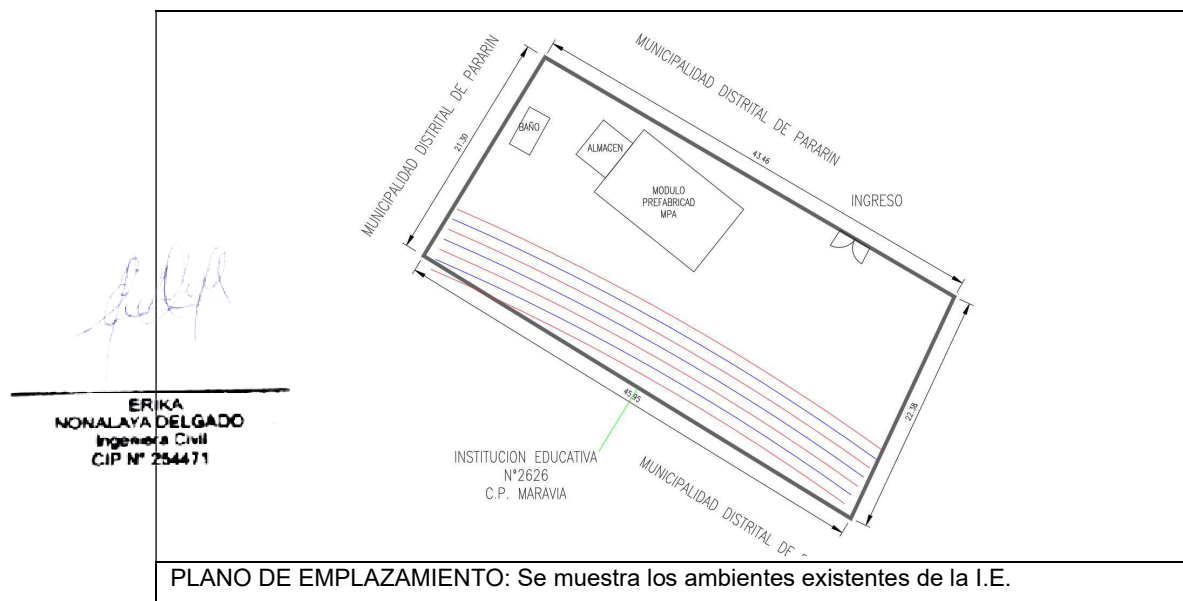 MUNICIPALIDAD DISTRITAL DE PARARIN
MUNICIPALIDAD DISTRITAL DE PARARIN
43.46
21.30
BAÑO
ALMACEN
MODULO
PREFABRICAD
MPA
INGRESO
22.38
45.95
INSTITUCION EDUCATIVA
N°2626
C.P. MARAVIA
MUNICIPALIDAD DISTRITAL DE
ERIKA
NONALAYA DELGADO
Ingeniera Civil
CIP N° 254471
PLANO DE EMPLAZAMIENTO: Se muestra los ambientes existentes de la I.E.